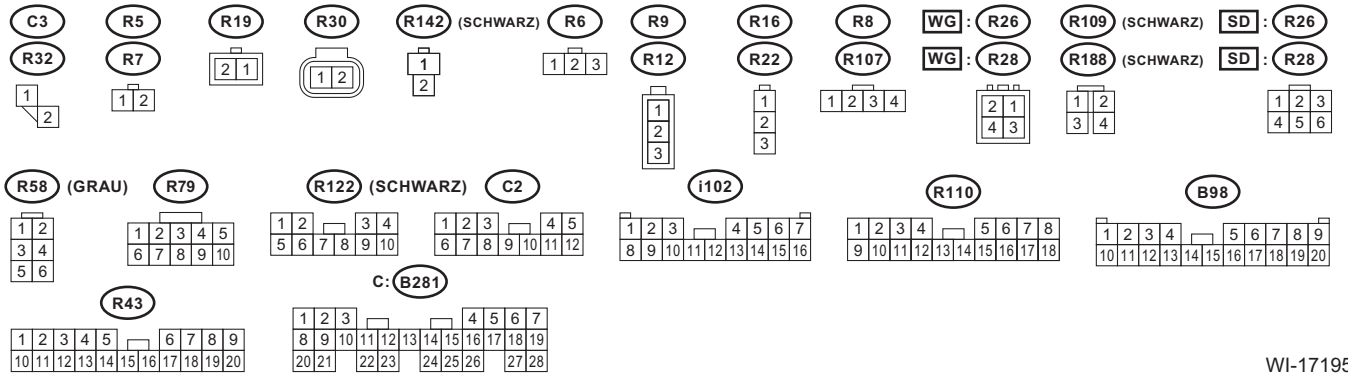 C3 R5 R19 R30 R142 (SCHWARZ) R6 R9 R16 R8 WG : R26 R109 (SCHWARZ) SD : R26
R32 R7 R12 R22 R107 WG : R28 R188 (SCHWARZ) SD : R28
1 2
1 2
2 1
1 2
1 2
1 2 3
1 2 3
1 2 3
1 2 3 4
2 1
4 3
1 2
3 4
1 2 3
4 5 6
R58 (GRAU) R79 R122 (SCHWARZ) C2 i102 R110 B98
1 2
3 4
5 6
1 2 3 4 5
6 7 8 9 10
1 2 3 4
5 6 7 8 9 10
1 2 3 4 5
6 7 8 9 10 11 12
1 2 3 4 5 6 7
8 9 10 11 12 13 14 15 16
1 2 3 4 5 6 7 8
9 10 11 12 13 14 15 16 17 18
1 2 3 4 5 6 7 8 9
10 11 12 13 14 15 16 17 18 19 20
R43 C: B281
1 2 3 4 5 6 7 8 9
10 11 12 13 14 15 16 17 18 19 20
1 2 3 4 5 6 7
8 9 10 11 12 13 14 15 16 17 18 19
20 21 22 23 24 25 26 27 28
WI-17195